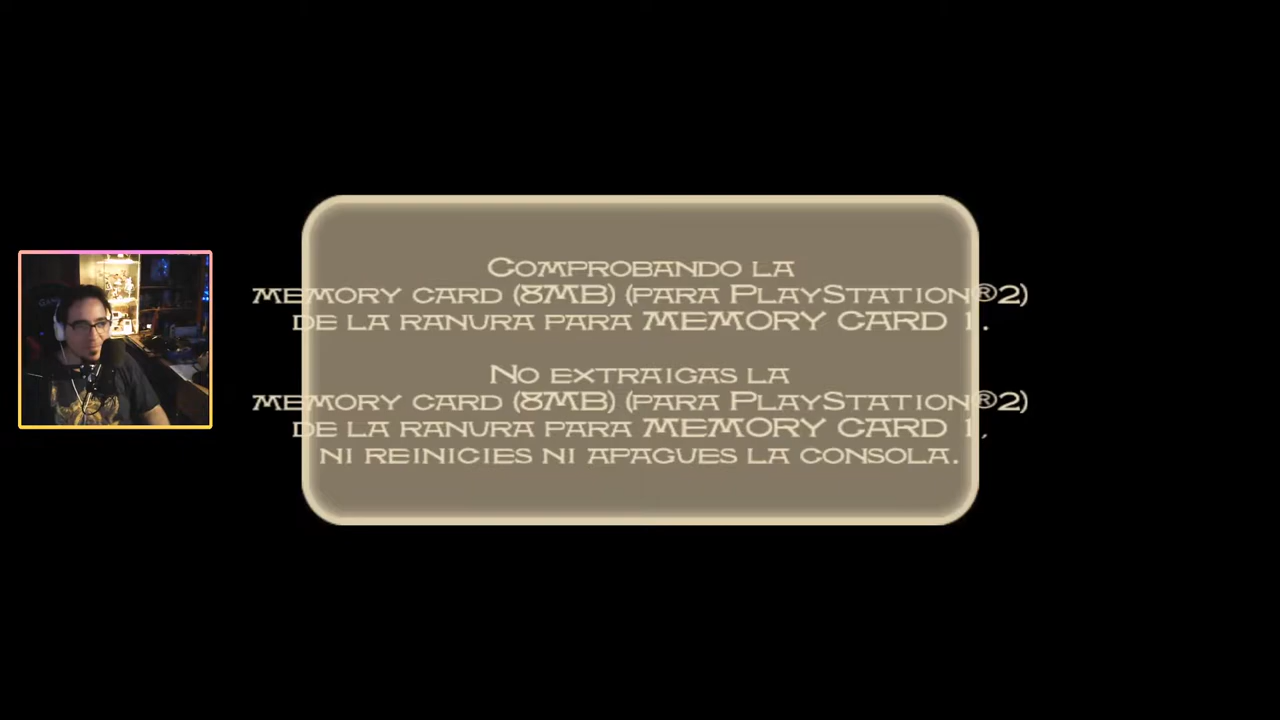 Comprobando la
memory card (8MB) (para PlayStation®2)
de la ranura para MEMORY CARD 1.
No extraigas la
memory card (8MB) (para PlayStation®2)
de la ranura para MEMORY CARD 1,
ni reinicies ni apagues la consola.